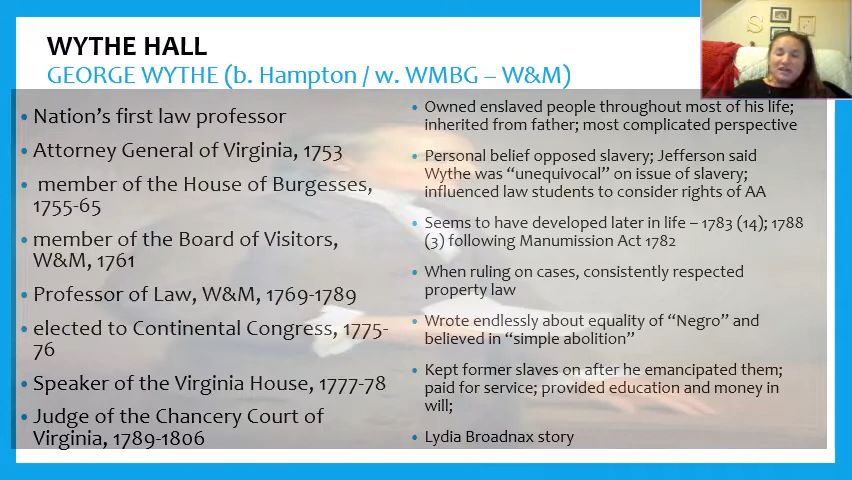 WYTHE HALL
GEORGE WYTHE (b. Hampton / w. WMBG – W&M)
• Nation's first law professor
• Attorney General of Virginia, 1753
• member of the House of Burgesses,
1755-65
• member of the Board of Visitors,
W&M, 1761
• Professor of Law, W&M, 1769-1789
• elected to Continental Congress, 1775-
76
• Speaker of the Virginia House, 1777-78
• Judge of the Chancery Court of
Virginia, 1789-1806
• Owned enslaved people throughout most of his life;
inherited from father; most complicated perspective
• Personal belief opposed slavery; Jefferson said
Wythe was "unequivocal" on issue of slavery;
influenced law students to consider rights of AA
• Seems to have developed later in life – 1783 (14); 1788
(3) following Manumission Act 1782
• When ruling on cases, consistently respected
property law
• Wrote endlessly about equality of "Negro" and
believed in "simple abolition"
• Kept former slaves on after he emancipated them;
paid for service; provided education and money in
will;
• Lydia Broadnax story